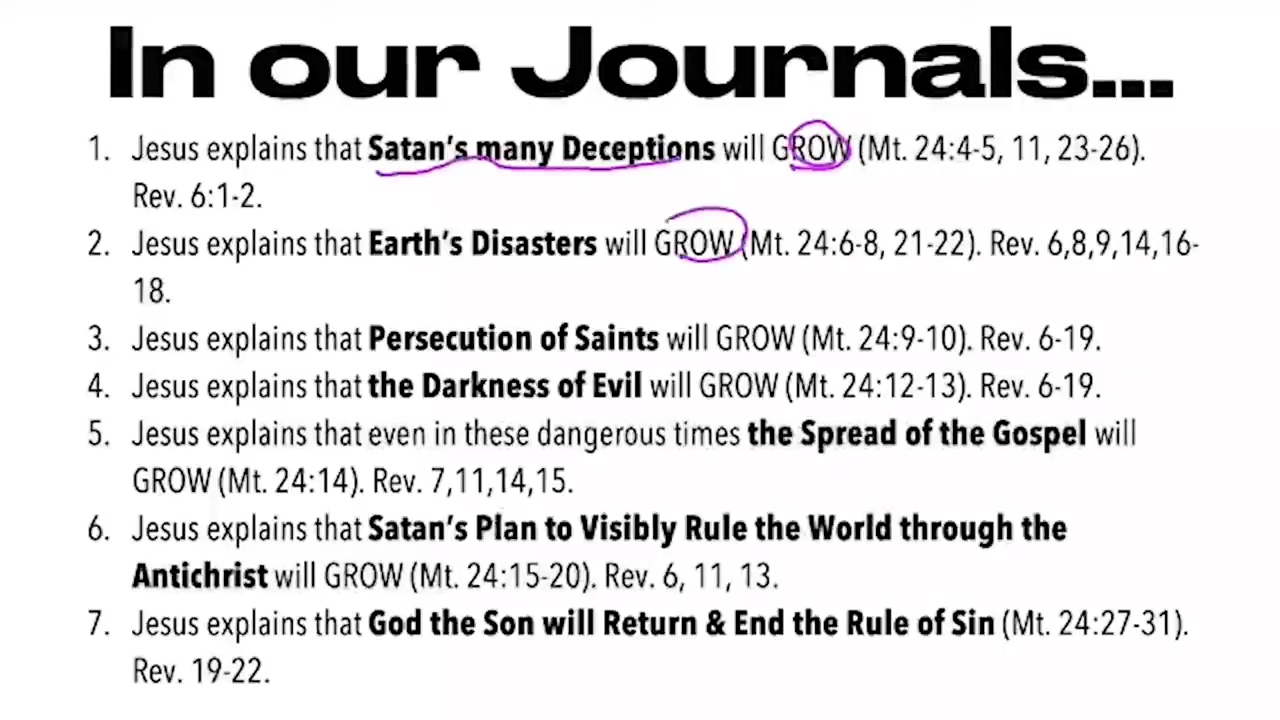 In our Journals...
1. Jesus explains that Satan's many Deceptions will GROW (Mt. 24:4-5, 11, 23-26).
Rev. 6:1-2.
2. Jesus explains that Earth's Disasters will GROW (Mt. 24:6-8, 21-22). Rev. 6,8,9,14,16-
18.
3. Jesus explains that Persecution of Saints will GROW (Mt. 24:9-10). Rev. 6-19.
4. Jesus explains that the Darkness of Evil will GROW (Mt. 24:12-13). Rev. 6-19.
5. Jesus explains that even in these dangerous times the Spread of the Gospel will
GROW (Mt. 24:14). Rev. 7,11,14,15.
6. Jesus explains that Satan's Plan to Visibly Rule the World through the
Antichrist will GROW (Mt. 24:15-20). Rev. 6, 11, 13.
7. Jesus explains that God the Son will Return & End the Rule of Sin (Mt. 24:27-31).
Rev. 19-22.